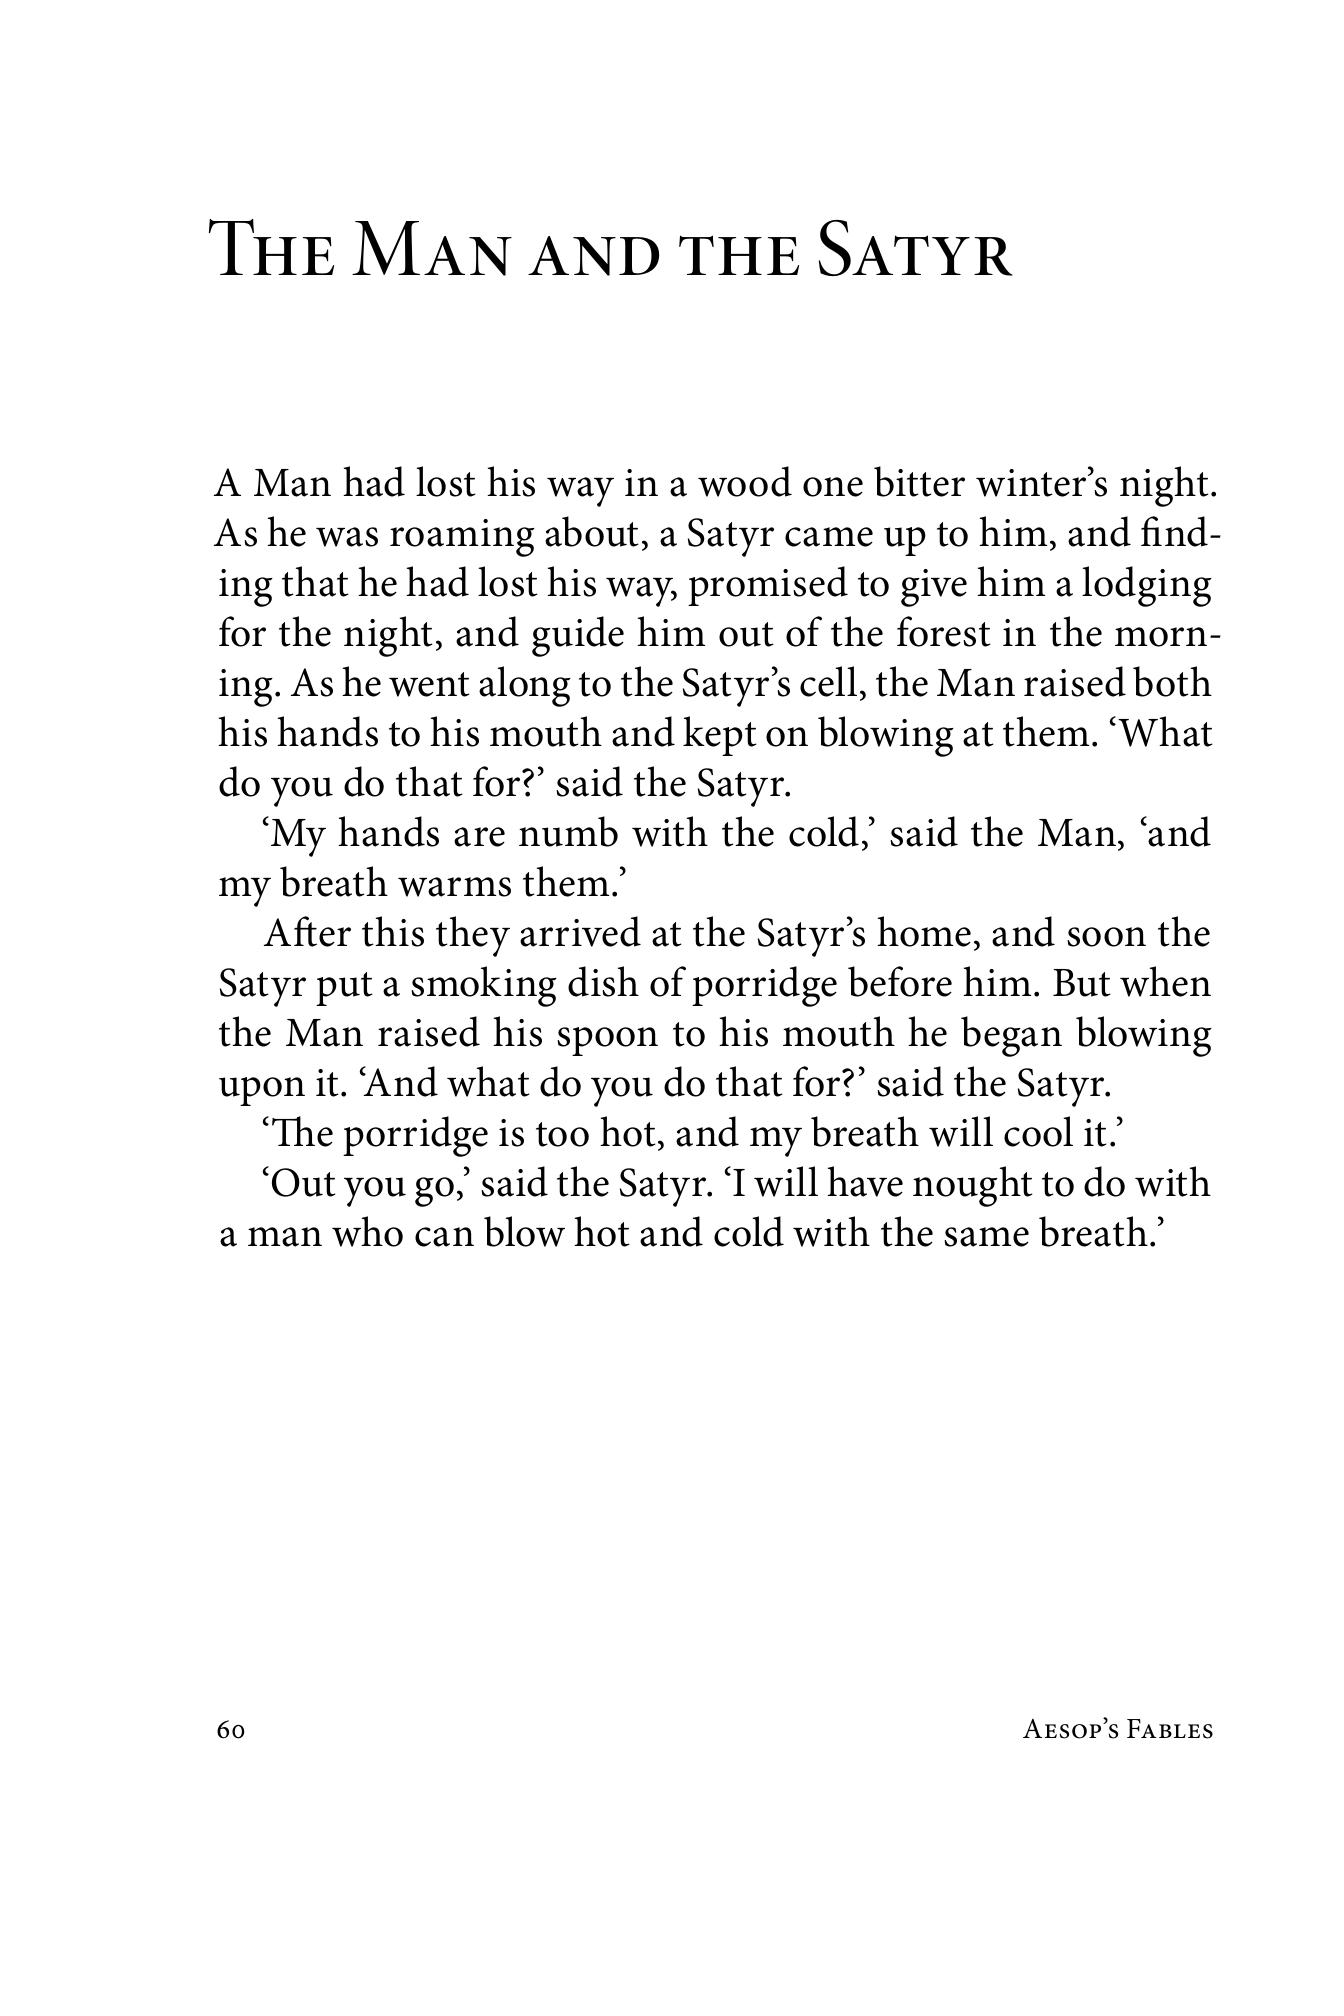 The Man and the Satyr
A Man had lost his way in a wood one bitter winter’s night.
As he was roaming about, a Satyr came up to him, and find-
ing that he had lost his way, promised to give him a lodging
for the night, and guide him out of the forest in the morn-
ing. As he went along to the Satyr’s cell, the Man raised both
his hands to his mouth and kept on blowing at them. ‘What
do you do that for?’ said the Satyr.
‘My hands are numb with the cold,’ said the Man, ‘and
my breath warms them.’
After this they arrived at the Satyr’s home, and soon the
Satyr put a smoking dish of porridge before him. But when
the Man raised his spoon to his mouth he began blowing
upon it. ‘And what do you do that for?’ said the Satyr.
‘The porridge is too hot, and my breath will cool it.’
‘Out you go,’ said the Satyr. ‘I will have nought to do with
a man who can blow hot and cold with the same breath.’
60 Aesop’s Fables